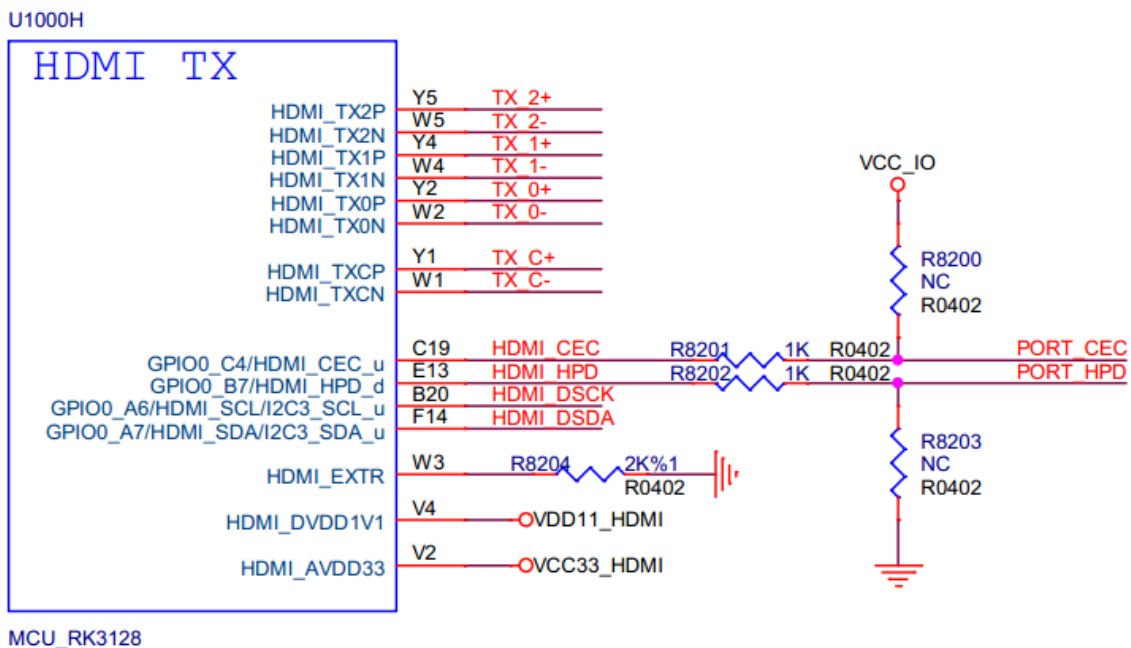 U1000H
HDMI TX
HDMI_TX2P Y5 TX_2+
HDMI_TX2N W5 TX_2-
HDMI_TX1P Y4 TX_1+
HDMI_TX1N W4 TX_1-
HDMI_TX0P Y2 TX_0+
HDMI_TX0N W2 TX_0-
VCC_IO
HDMI_TXCP Y1 TX_C+
HDMI_TXCN W1 TX_C-
R8200
NC
R0402
GPIO0_C4/HDMI_CEC_u C19 HDMI_CEC R8201 1K R0402 PORT_CEC
GPIO0_B7/HDMI_HPD_d E13 HDMI_HPD R8202 1K R0402 PORT_HPD
GPIO0_A6/HDMI_SCL/I2C3_SCL_u B20 HDMI_DSCK
GPIO0_A7/HDMI_SDA/I2C3_SDA_u F14 HDMI_DSDA
R8203
NC
R0402
HDMI_EXTR W3 R8204 2K%1
R0402
HDMI_DVDD1V1 V4 VDD11_HDMI
HDMI_AVDD33 V2 VCC33_HDMI
MCU_RK3128